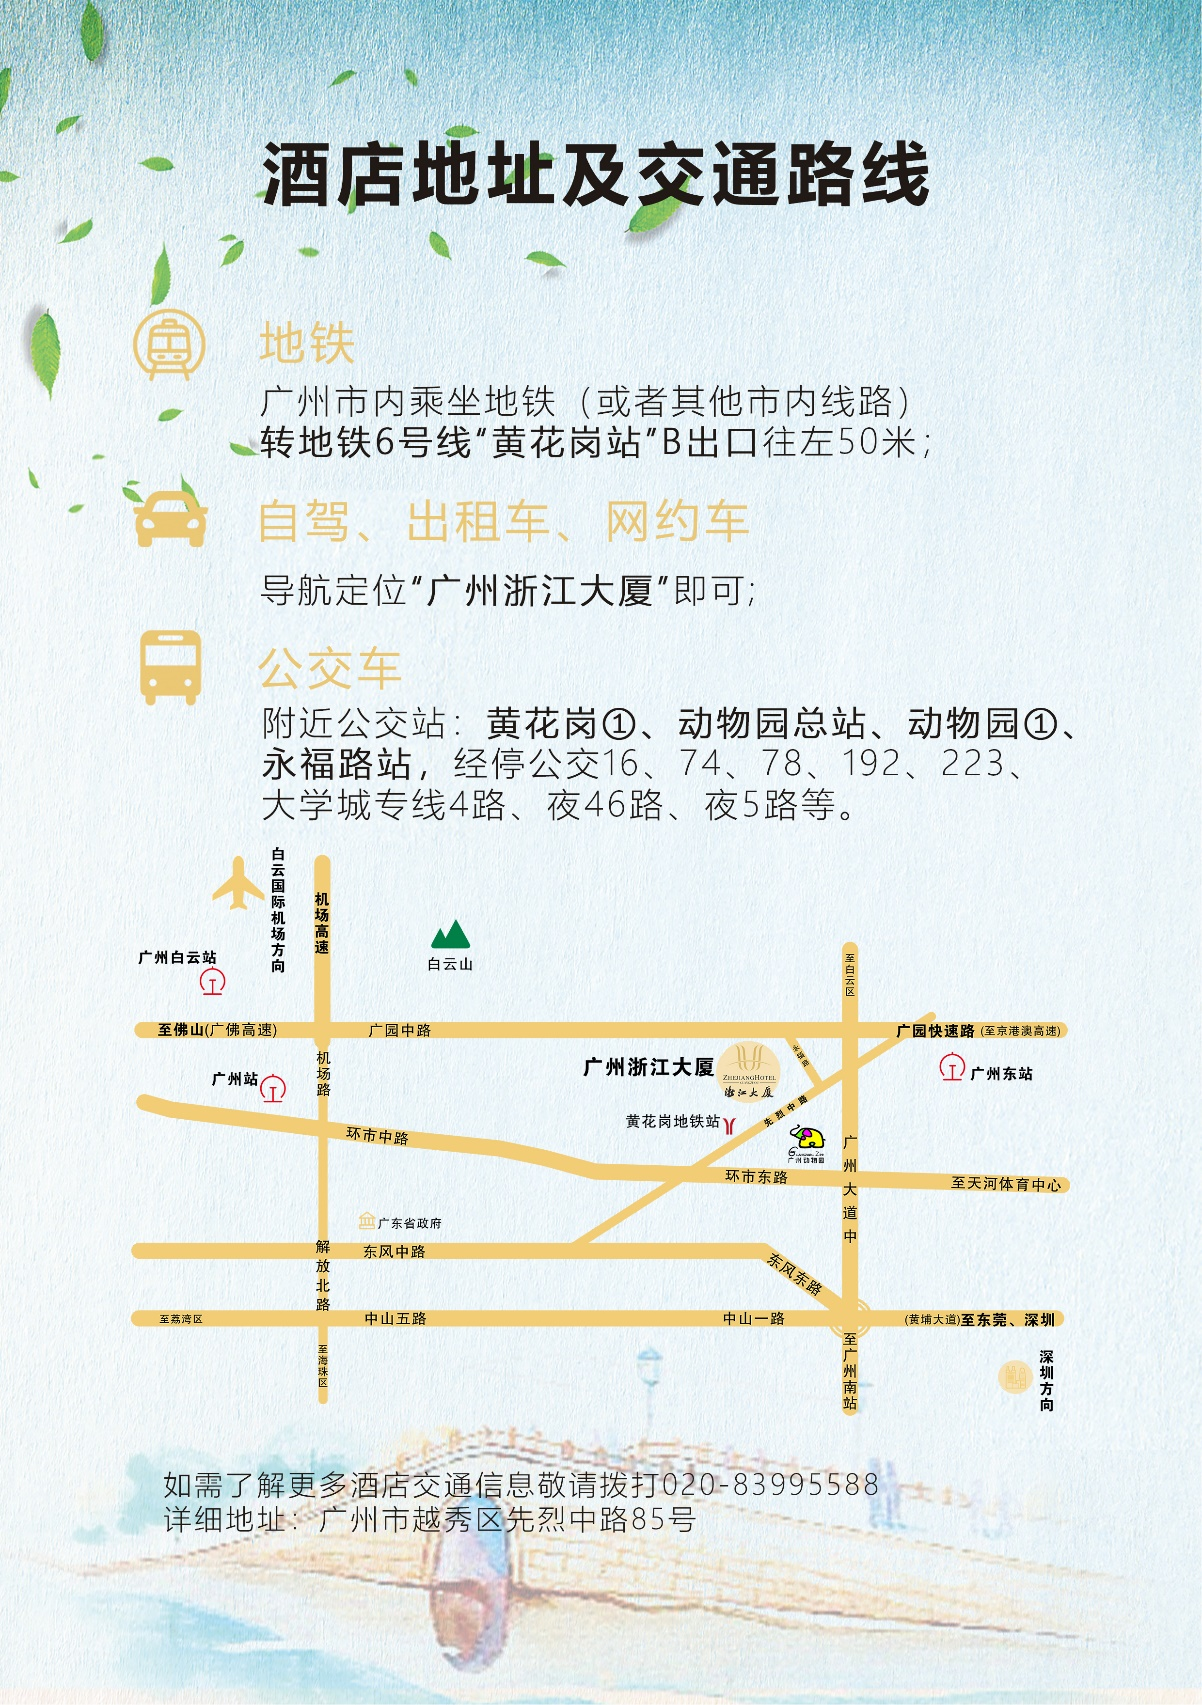 酒店地址及交通路线
地铁
广州市内乘坐地铁（或者其他市内线路）
转地铁6号线“黄花岗站”B出口往左50米；
自驾、出租车、网约车
导航定位“广州浙江大厦”即可；
公交车
附近公交站：黄花岗①、动物园总站、动物园①、
永福路站，经停公交16、74、78、192、223、
大学城专线4路、夜46路、夜5路等。
白云国际机场方向
机场高速
广州白云站
白云山
至白云区
至佛山(广佛高速)
广园中路
广园快速路 (至京港澳高速)
机场路
广州浙江大厦
ZHEJIANGHOTEL
浙江大厦
永福路
广州东站
广州站
黄花岗地铁站
先烈中路
广州动物园
环市中路
环市东路
广州大道中
至天河体育中心
广东省政府
解放北路
东风中路
东风东路
至荔湾区
中山五路
中山一路
(黄埔大道)至东莞、深圳
至海珠区
至广州南站
深圳方向
如需了解更多酒店交通信息敬请拨打020-83995588
详细地址：广州市越秀区先烈中路85号